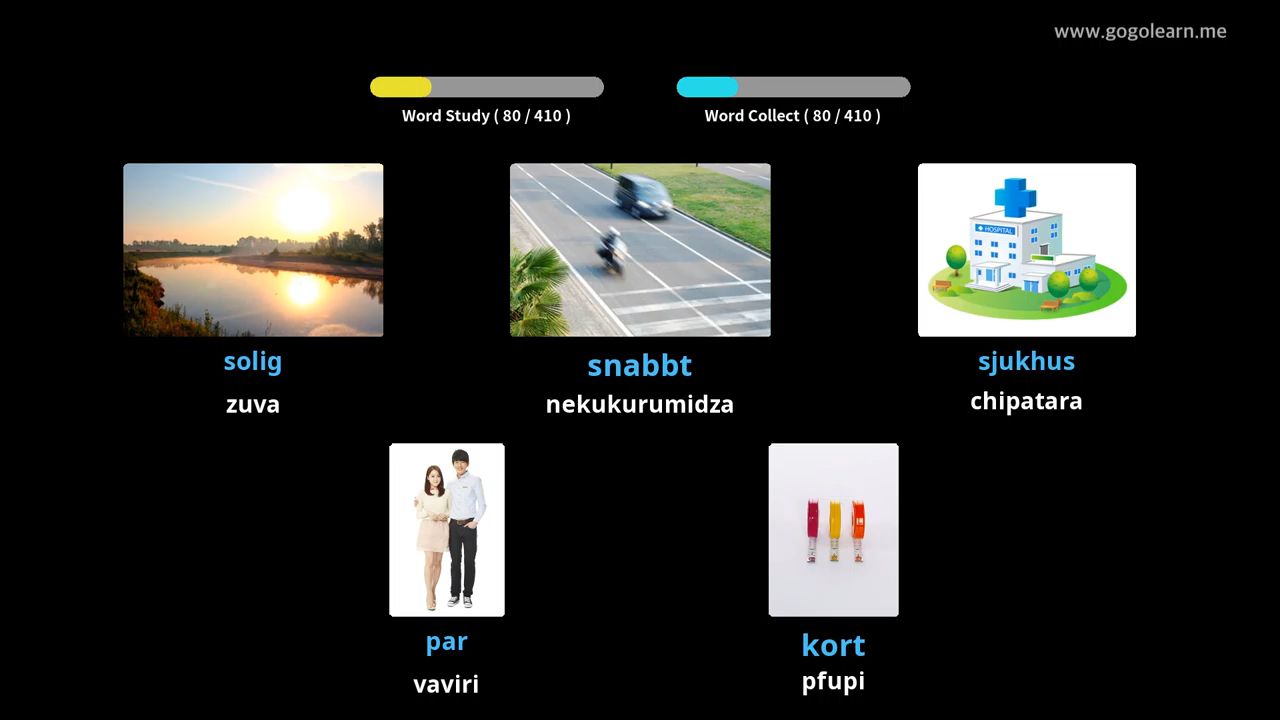 www.gogolearn.me
Word Study ( 80 / 410 )
Word Collect ( 80 / 410 )
HOSPITAL
solig
snabbt
sjukhus
zuva
nekukurumidza
chipatara
par
kort
vaviri
pfupi